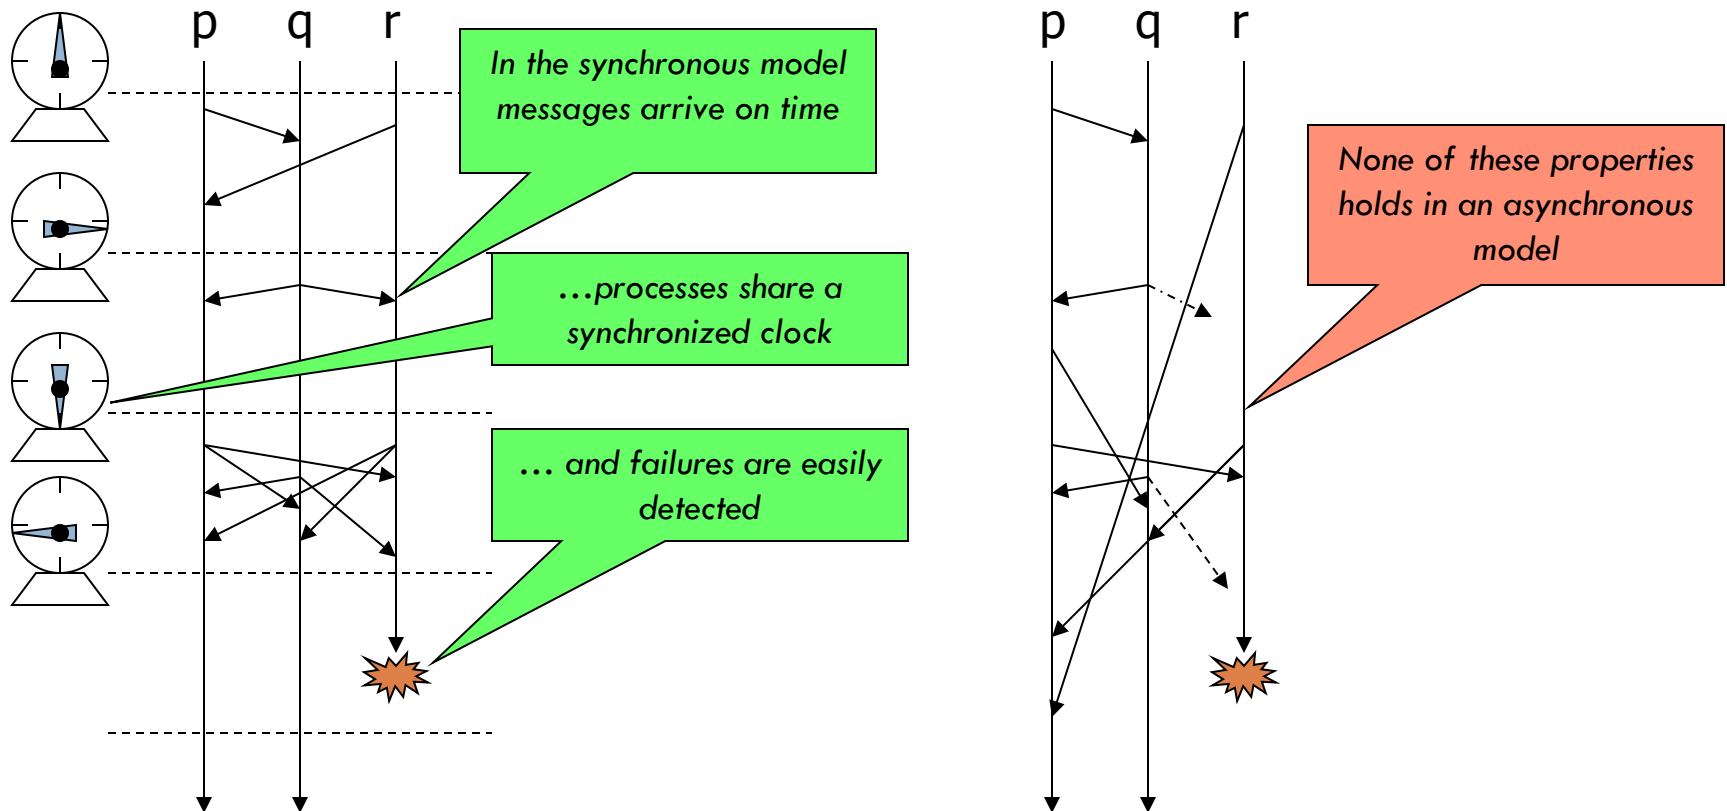 p q r
In the synchronous model
messages arrive on time
…processes share a
synchronized clock
… and failures are easily
detected
p q r
None of these properties
holds in an asynchronous
model